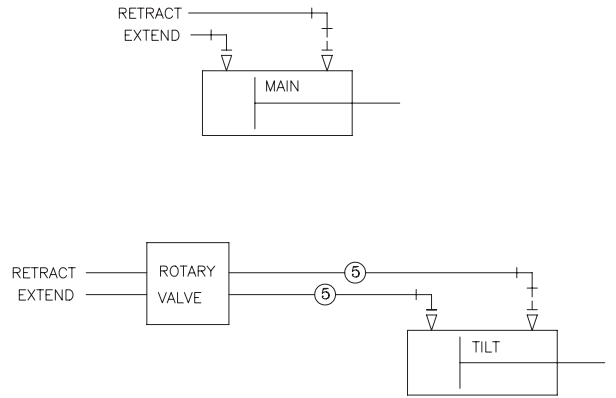 RETRACT
EXTEND
MAIN
RETRACT
EXTEND
ROTARY
VALVE
5
5
TILT